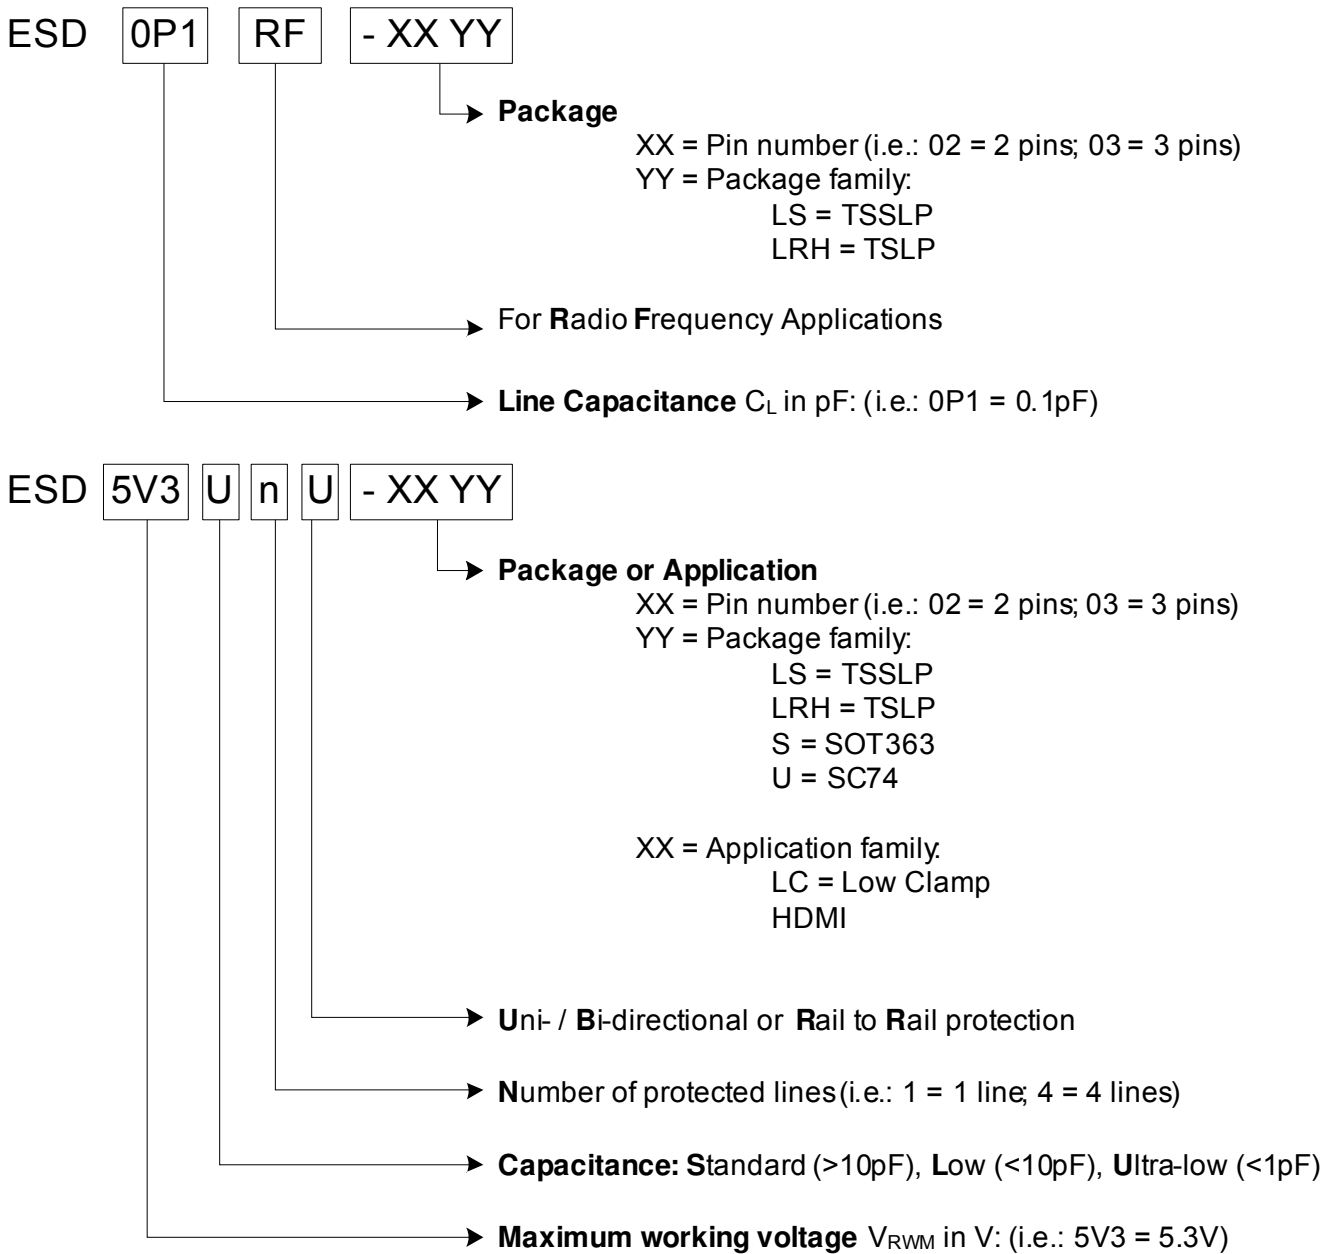 ESD 0P1 RF - XX YY
Package
XX = Pin number (i.e.: 02 = 2 pins; 03 = 3 pins)
YY = Package family:
LS = TSSLP
LRH = TSLP
For Radio Frequency Applications
Line Capacitance CL in pF: (i.e.: 0P1 = 0.1pF)
ESD 5V3 U n U - XX YY
Package or Application
XX = Pin number (i.e.: 02 = 2 pins; 03 = 3 pins)
YY = Package family:
LS = TSSLP
LRH = TSLP
S = SOT363
U = SC74
XX = Application family:
LC = Low Clamp
HDMI
Uni- / Bi-directional or Rail to Rail protection
Number of protected lines (i.e.: 1 = 1 line; 4 = 4 lines)
Capacitance: Standard (>10pF), Low (<10pF), Ultra-low (<1pF)
Maximum working voltage VRWM in V: (i.e.: 5V3 = 5.3V)